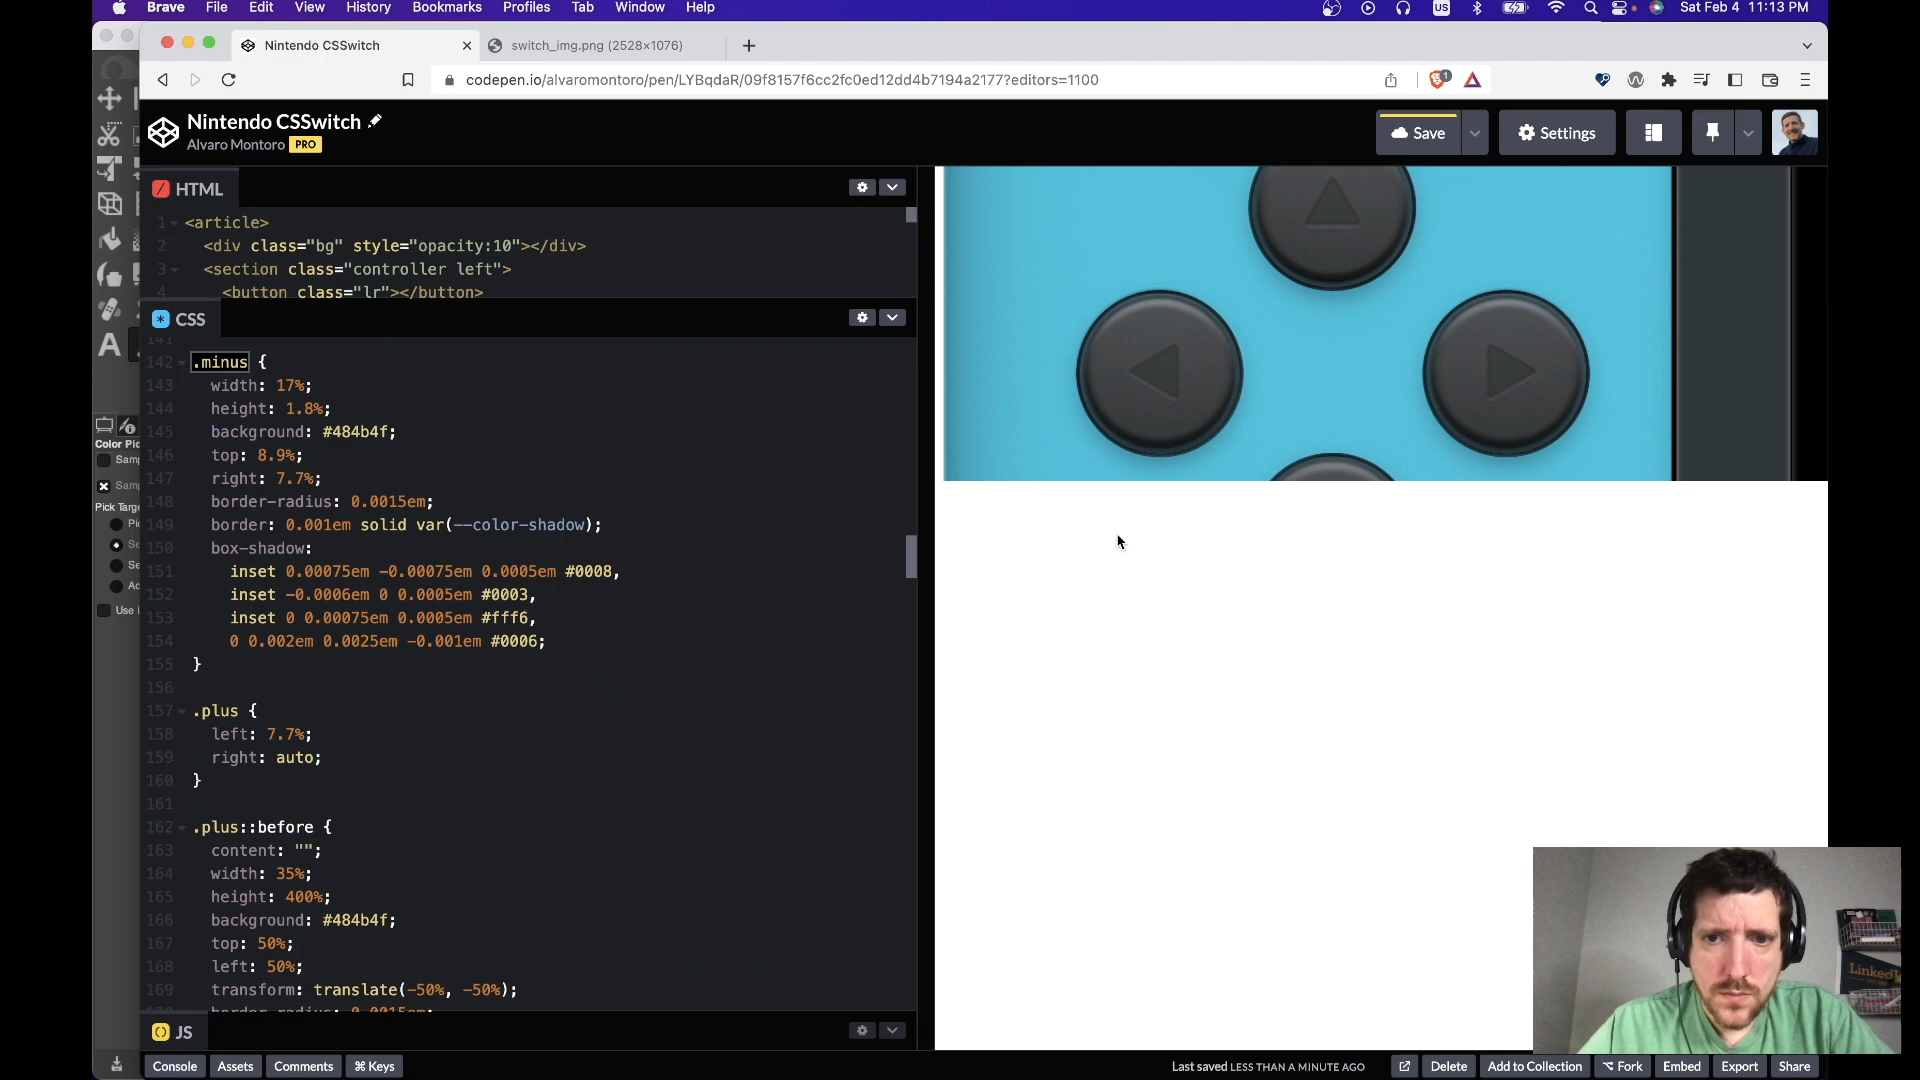 Brave File Edit View History Bookmarks Profiles Tab Window Help
US
Sat Feb 4 11:13 PM
Nintendo CSSwitch
switch_img.png (2528×1076)
codepen.io/alvaromontoro/pen/LYBqdaR/09f8157f6cc2fc0ed12dd4b7194a2177?editors=1100
1
Nintendo CSSwitch
Alvaro Montoro PRO
Save
Settings
HTML
1 <article>
2 <div class="bg" style="opacity:10"></div>
3 <section class="controller left">
4 <button class="lr"></button>
CSS
141
142 .minus {
143 width: 17%;
144 height: 1.8%;
145 background: #484b4f;
146 top: 8.9%;
147 right: 7.7%;
148 border-radius: 0.0015em;
149 border: 0.001em solid var(--color-shadow);
150 box-shadow:
151 inset 0.00075em -0.00075em 0.0005em #0008,
152 inset -0.0006em 0 0.0005em #0003,
153 inset 0 0.00075em 0.0005em #fff6,
154 0 0.002em 0.0025em -0.001em #0006;
155 }
156
157 .plus {
158 left: 7.7%;
159 right: auto;
160 }
161
162 .plus::before {
163 content: "";
164 width: 35%;
165 height: 400%;
166 background: #484b4f;
167 top: 50%;
168 left: 50%;
169 transform: translate(-50%, -50%);
170 border-radius: 0.0015em;
JS
Console Assets Comments ⌘ Keys
Last saved LESS THAN A MINUTE AGO
Delete Add to Collection Fork Embed Export Share
Color Pic
Samp
Pick Targe
Use
LinkedI